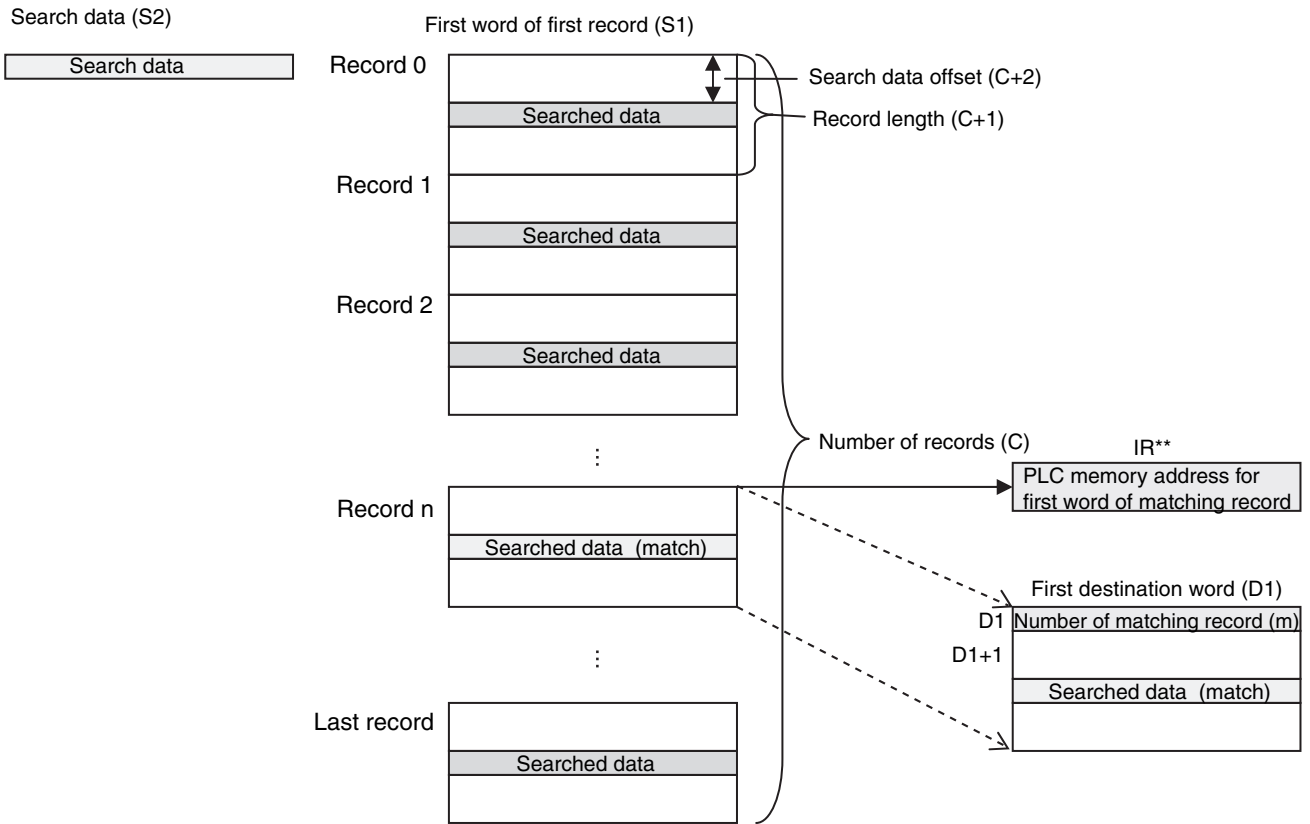 Search data (S2)
First word of first record (S1)
Search data
Record 0
Search data offset (C+2)
Searched data
Record length (C+1)
Record 1
Searched data
Record 2
Searched data
⋮
Number of records (C)
IR**
PLC memory address for
first word of matching record
Record n
Searched data (match)
First destination word (D1)
D1 Number of matching record (m)
D1+1
⋮
Searched data (match)
Last record
Searched data